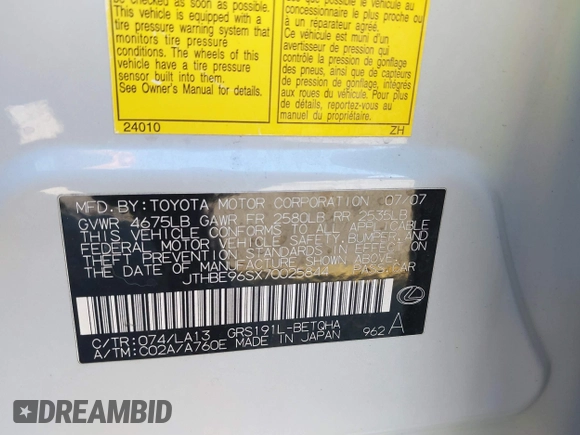 be checked as soon as possible.
This vehicle is equipped with a
tire pressure warning system that
monitors tire pressure
conditions. The wheels of this
vehicle have a tire pressure
sensor built into them.
See Owner's Manual for details.
24010
concessionnaire le plus proche ou
à un réparateur agréé.
Ce véhicule est muni d'un
avertisseur de pression de gonflage
des pneus, ainsi que de capteurs
de pression de gonflage, intégrés
aux roues du véhicule. Pour plus
de détails, reportez-vous au
manuel du propriétaire.
ZH
MFD. BY: TOYOTA MOTOR CORPORATION 07/07
GVWR 4675LB GAWR FR 2580LB RR 2535LB
THIS VEHICLE CONFORMS TO ALL APPLICABLE
FEDERAL MOTOR VEHICLE SAFETY, BUMPER, AND
THEFT PREVENTION STANDARDS IN EFFECT
ON THE DATE OF MANUFACTURE SHOWN ABOVE.
JTHBE96SX70025844 PASS. CAR
C/TR: 074/LA13 GRS191L-BETQHA
A/TM: C02A/A760E MADE IN JAPAN 962 A
DREAMBID